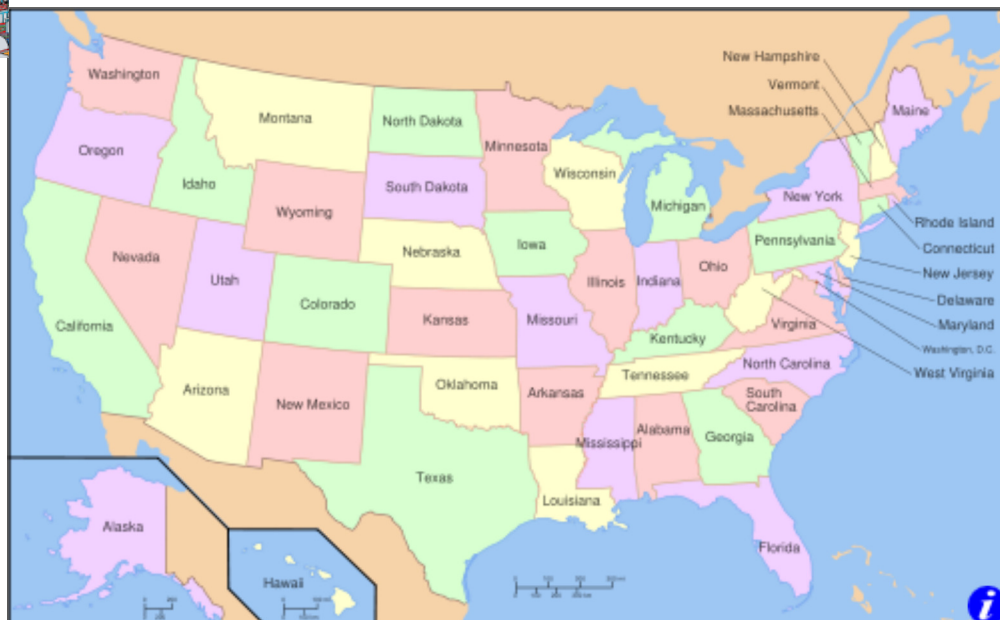 New Hampshire
Vermont
Massachusetts
Washington
Montana
North Dakota
Minnesota
Maine
Oregon
Idaho
Wyoming
South Dakota
Wisconsin
Michigan
New York
Rhode Island
Connecticut
New Jersey
Delaware
Maryland
Washington, D.C.
West Virginia
Nevada
Utah
Colorado
Nebraska
Iowa
Illinois
Indiana
Ohio
Pennsylvania
California
Kansas
Missouri
Kentucky
Virginia
Arizona
New Mexico
Oklahoma
Arkansas
Tennessee
North Carolina
South
Carolina
Texas
Louisiana
Mississippi
Alabama
Georgia
Florida
Alaska
Hawaii
i